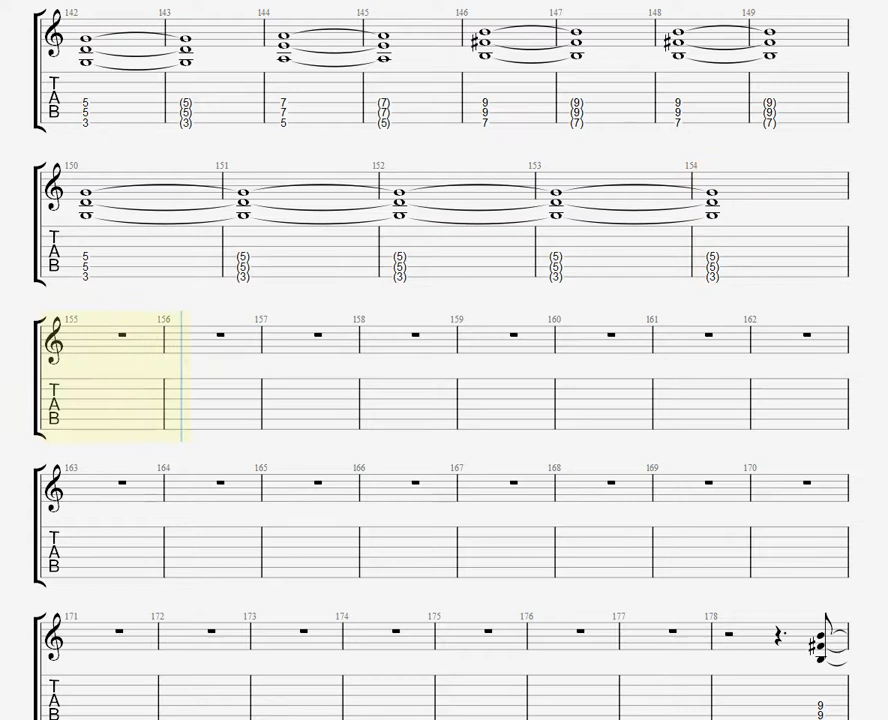 142 143 144 145 146 147 148 149
T 5 (5) 7 (7) 9 (9) 9 (9)
A 5 (5) 7 (7) 9 (9) 9 (9)
B 3 (3) 5 (5) 7 (7) 7 (7)
150 151 152 153 154
T 5 (5) (5) (5) (5)
A 5 (5) (5) (5) (5)
B 3 (3) (3) (3) (3)
155 156 157 158 159 160 161 162
T
A
B
163 164 165 166 167 168 169 170
T
A
B
171 172 173 174 175 176 177 178
T
A 9
B 9